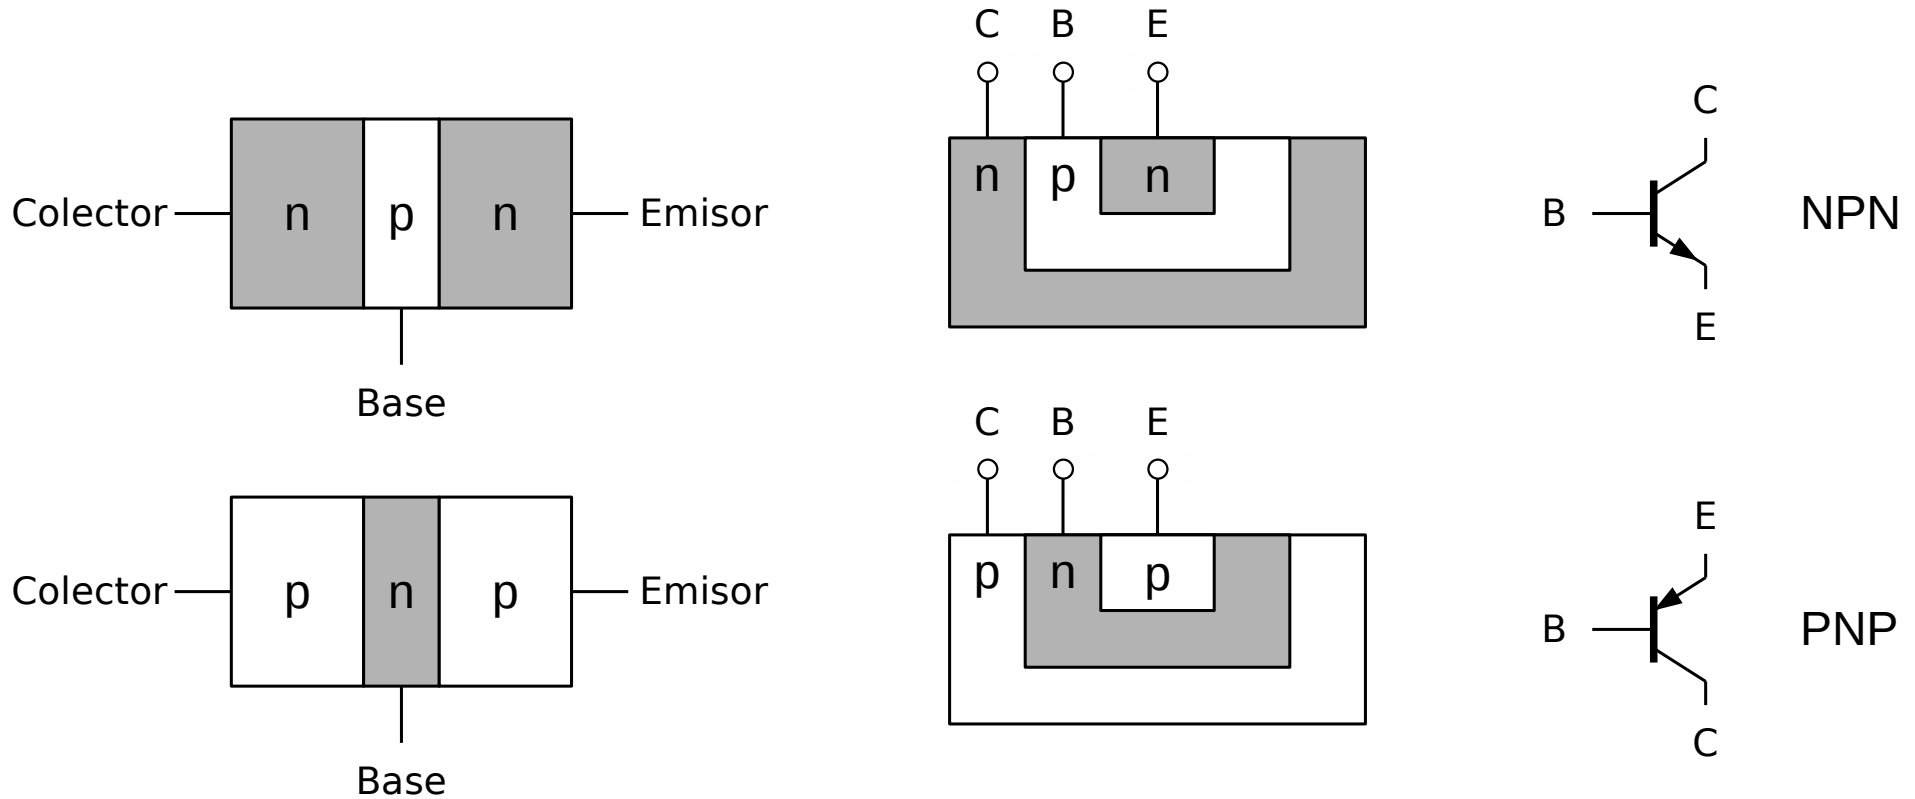 C B E
C
n p n
n p n
Colector
Emisor
B
NPN
E
Base
C B E
E
p n p
p n p
Colector
Emisor
B
PNP
C
Base